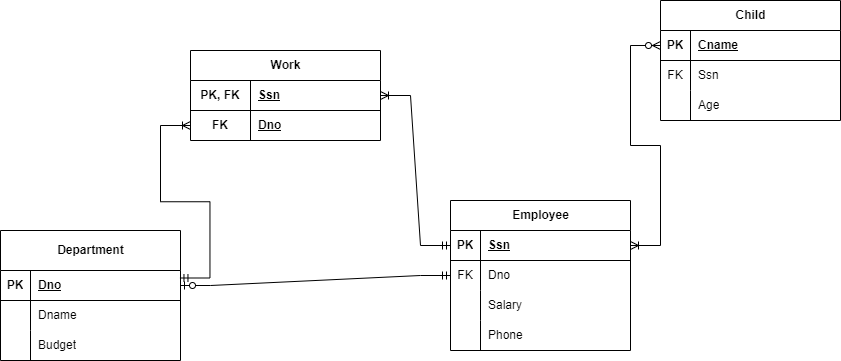 Child
PK Cname
FK Ssn
Age
Work
PK, FK Ssn
FK Dno
Employee
PK Ssn
FK Dno
Salary
Phone
Department
PK Dno
Dname
Budget